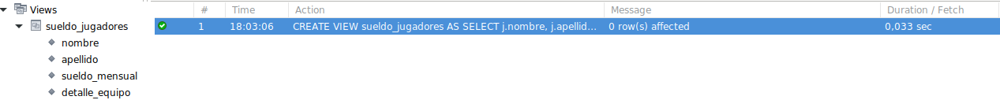 Views
sueldo_jugadores
nombre
apellido
sueldo_mensual
detalle_equipo
# Time Action Message Duration / Fetch
1 18:03:06 CREATE VIEW sueldo_jugadores AS SELECT j.nombre, j.apellid... 0 row(s) affected 0,033 sec